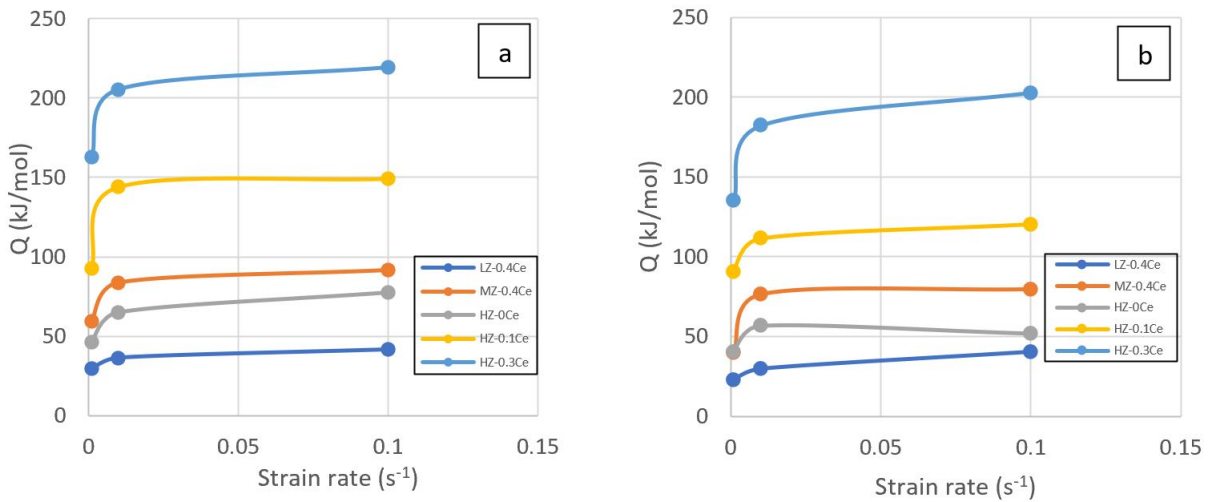 250
200
150
100
50
0
Q (kJ/mol)
0
0.05
0.1
0.15
Strain rate (s⁻¹)
a
LZ-0.4Ce
MZ-0.4Ce
HZ-0Ce
HZ-0.1Ce
HZ-0.3Ce
250
200
150
100
50
0
Q (kJ/mol)
0
0.05
0.1
0.15
Strain rate (s⁻¹)
b
LZ-0.4Ce
MZ-0.4Ce
HZ-0Ce
HZ-0.1Ce
HZ-0.3Ce